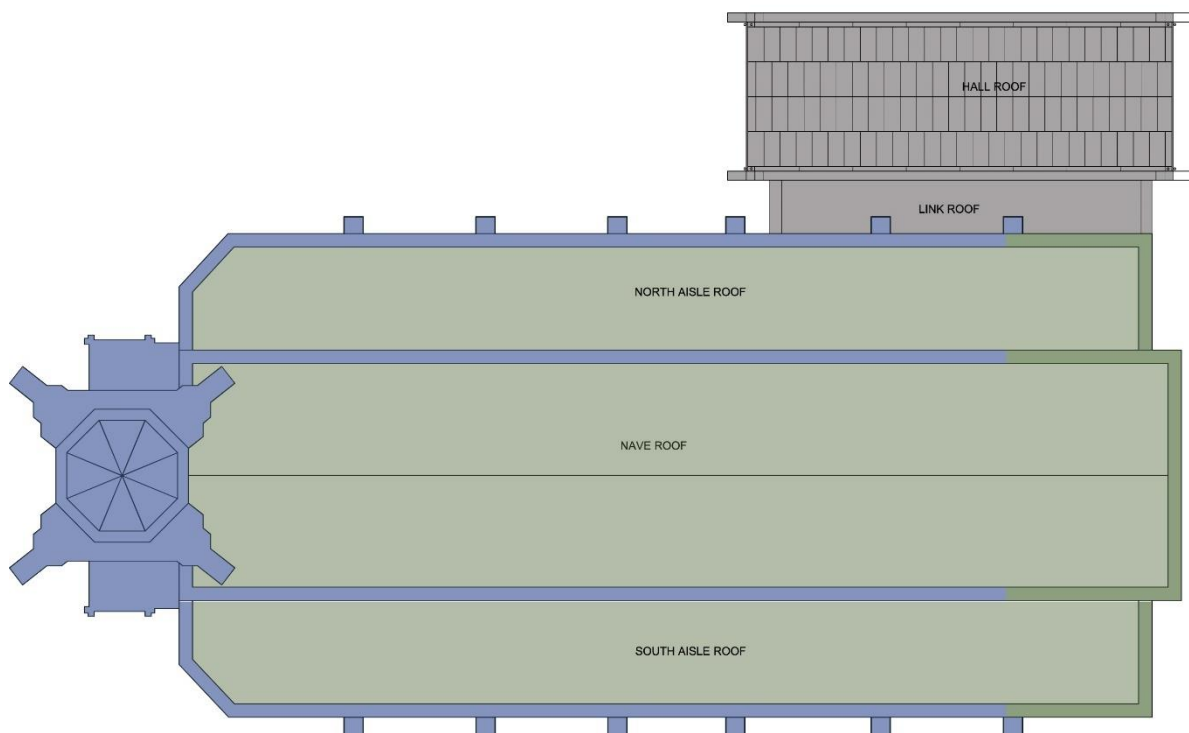 HALL ROOF
LINK ROOF
NORTH AISLE ROOF
NAVE ROOF
SOUTH AISLE ROOF